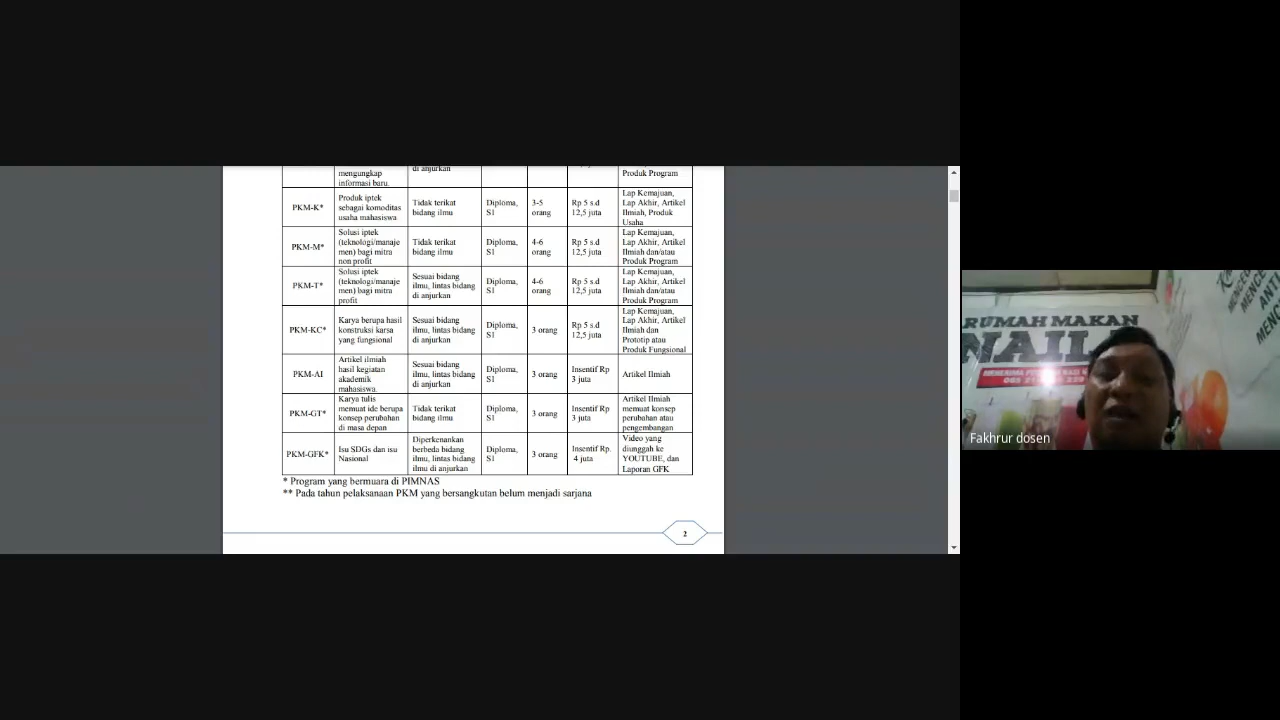 mengungkap
informasi baru.
di anjurkan
Produk Program
PKM-K*
Produk iptek
sebagai komoditas
usaha mahasiswa
Tidak terikat
bidang ilmu
Diploma,
S1
3-5
orang
Rp 5 s.d
12,5 juta
Lap Kemajuan,
Lap Akhir, Artikel
Ilmiah, Produk
Usaha
PKM-M*
Solusi iptek
(teknologi/manaje
men) bagi mitra
non profit
Tidak terikat
bidang ilmu
Diploma,
S1
4-6
orang
Rp 5 s.d
12,5 juta
Lap Kemajuan,
Lap Akhir, Artikel
Ilmiah dan/atau
Produk Program
PKM-T*
Solusi iptek
(teknologi/manaje
men) bagi mitra
profit
Sesuai bidang
ilmu, lintas bidang
di anjurkan
Diploma,
S1
4-6
orang
Rp 5 s.d
12,5 juta
Lap Kemajuan,
Lap Akhir, Artikel
Ilmiah dan/atau
Produk Program
PKM-KC*
Karya berupa hasil
konstruksi karsa
yang fungsional
Sesuai bidang
ilmu, lintas bidang
di anjurkan
Diploma,
S1
3 orang
Rp 5 s.d
12,5 juta
Lap Kemajuan,
Lap Akhir, Artikel
Ilmiah dan
Prototip atau
Produk Fungsional
PKM-AI
Artikel ilmiah
hasil kegiatan
akademik
mahasiswa.
Sesuai bidang
ilmu, lintas bidang
di anjurkan
Diploma,
S1
3 orang
Insentif Rp
3 juta
Artikel Ilmiah
PKM-GT*
Karya tulis
memuat ide berupa
konsep perubahan
di masa depan
Tidak terikat
bidang ilmu
Diploma,
S1
3 orang
Insentif Rp
3 juta
Artikel Ilmiah
memuat konsep
perubahan atau
pengembangan
PKM-GFK*
Isu SDGs dan isu
Nasional
Diperkenankan
berbeda bidang
ilmu, lintas bidang
ilmu di anjurkan
Diploma,
S1
3 orang
Insentif Rp.
4 juta
Video yang
diunggah ke
YOUTUBE, dan
Laporan GFK
* Program yang bermuara di PIMNAS
** Pada tahun pelaksanaan PKM yang bersangkutan belum menjadi sarjana
2
RUMAH MAKAN
NAIL
Fakhrur dosen